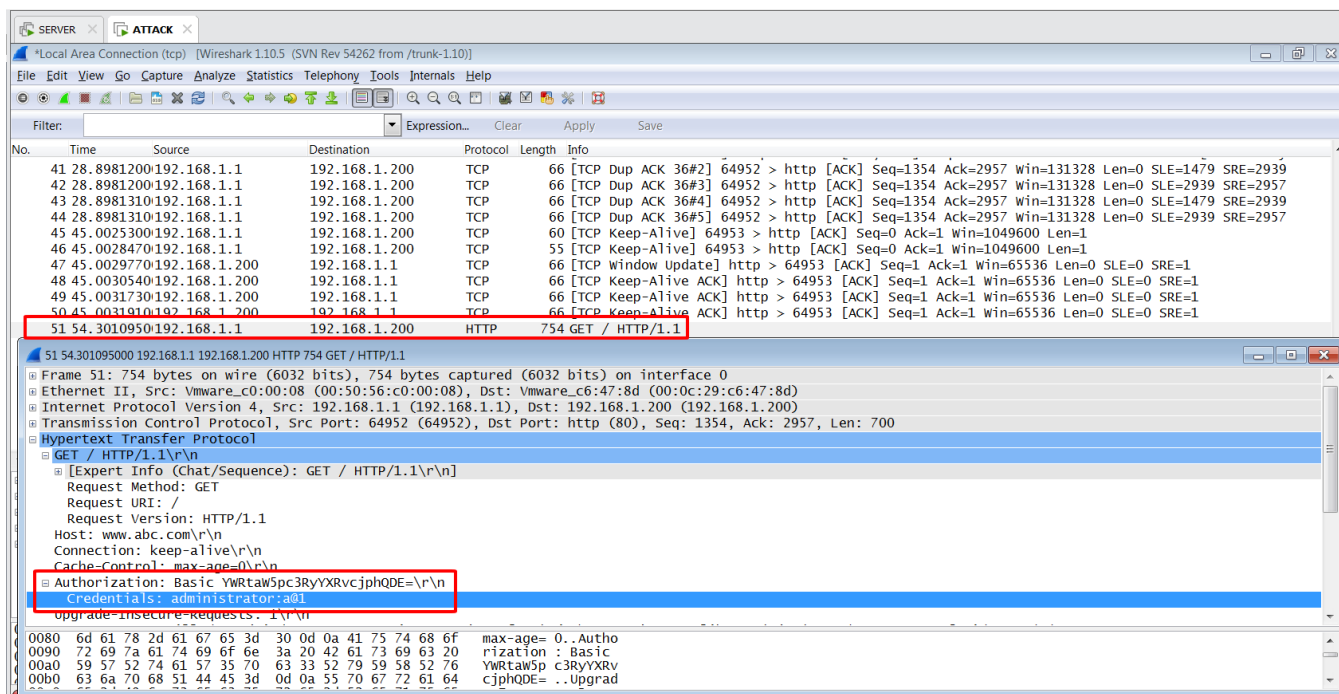 SERVER ATTACK
*Local Area Connection (tcp) [Wireshark 1.10.5 (SVN Rev 54262 from /trunk-1.10)]
File Edit View Go Capture Analyze Statistics Telephony Tools Internals Help
Filter: Expression... Clear Apply Save
No. Time Source Destination Protocol Length Info
41 28.8981200 192.168.1.1 192.168.1.200 TCP 66 [TCP Dup ACK 36#2] 64952 > http [ACK] Seq=1354 Ack=2957 Win=131328 Len=0 SLE=1479 SRE=2939
42 28.8981200 192.168.1.1 192.168.1.200 TCP 66 [TCP Dup ACK 36#3] 64952 > http [ACK] Seq=1354 Ack=2957 Win=131328 Len=0 SLE=2939 SRE=2957
43 28.8981310 192.168.1.1 192.168.1.200 TCP 66 [TCP Dup ACK 36#4] 64952 > http [ACK] Seq=1354 Ack=2957 Win=131328 Len=0 SLE=1479 SRE=2939
44 28.8981310 192.168.1.1 192.168.1.200 TCP 66 [TCP Dup ACK 36#5] 64952 > http [ACK] Seq=1354 Ack=2957 Win=131328 Len=0 SLE=2939 SRE=2957
45 45.0025300 192.168.1.1 192.168.1.200 TCP 60 [TCP Keep-Alive] 64953 > http [ACK] Seq=0 Ack=1 Win=1049600 Len=1
46 45.0028470 192.168.1.1 192.168.1.200 TCP 55 [TCP Keep-Alive] 64953 > http [ACK] Seq=0 Ack=1 Win=1049600 Len=1
47 45.0029770 192.168.1.200 192.168.1.1 TCP 66 [TCP Window Update] http > 64953 [ACK] Seq=1 Ack=1 Win=65536 Len=0 SLE=0 SRE=1
48 45.0030540 192.168.1.200 192.168.1.1 TCP 66 [TCP Keep-Alive ACK] http > 64953 [ACK] Seq=1 Ack=1 Win=65536 Len=0 SLE=0 SRE=1
49 45.0031730 192.168.1.200 192.168.1.1 TCP 66 [TCP Keep-Alive ACK] http > 64953 [ACK] Seq=1 Ack=1 Win=65536 Len=0 SLE=0 SRE=1
50 45.0031910 192.168.1.200 192.168.1.1 TCP 66 [TCP Keep-Alive ACK] http > 64953 [ACK] Seq=1 Ack=1 Win=65536 Len=0 SLE=0 SRE=1
51 54.3010950 192.168.1.1 192.168.1.200 HTTP 754 GET / HTTP/1.1
51 54.301095000 192.168.1.1 192.168.1.200 HTTP 754 GET / HTTP/1.1
Frame 51: 754 bytes on wire (6032 bits), 754 bytes captured (6032 bits) on interface 0
Ethernet II, Src: Vmware_c0:00:08 (00:50:56:c0:00:08), Dst: Vmware_c6:47:8d (00:0c:29:c6:47:8d)
Internet Protocol Version 4, Src: 192.168.1.1 (192.168.1.1), Dst: 192.168.1.200 (192.168.1.200)
Transmission Control Protocol, Src Port: 64952 (64952), Dst Port: http (80), Seq: 1354, Ack: 2957, Len: 700
Hypertext Transfer Protocol
GET / HTTP/1.1\r\n
[Expert Info (Chat/Sequence): GET / HTTP/1.1\r\n]
Request Method: GET
Request URI: /
Request Version: HTTP/1.1
Host: www.abc.com\r\n
Connection: keep-alive\r\n
Cache-Control: max-age=0\r\n
Authorization: Basic YWRtaW5pc3RyYXRvcjphQDE=\r\n
Credentials: administrator:a@1
Upgrade-Insecure-Requests: 1\r\n
0080 6d 61 78 2d 61 67 65 3d 30 0d 0a 41 75 74 68 6f max-age= 0..Autho
0090 72 69 7a 61 74 69 6f 6e 3a 20 42 61 73 69 63 20 rization : Basic
00a0 59 57 52 74 61 57 35 70 63 33 52 79 59 58 52 76 YWRtaW5p c3RyYXRv
00b0 63 6a 70 68 51 44 45 3d 0d 0a 55 70 67 72 61 64 cjphQDE= ..Upgrad